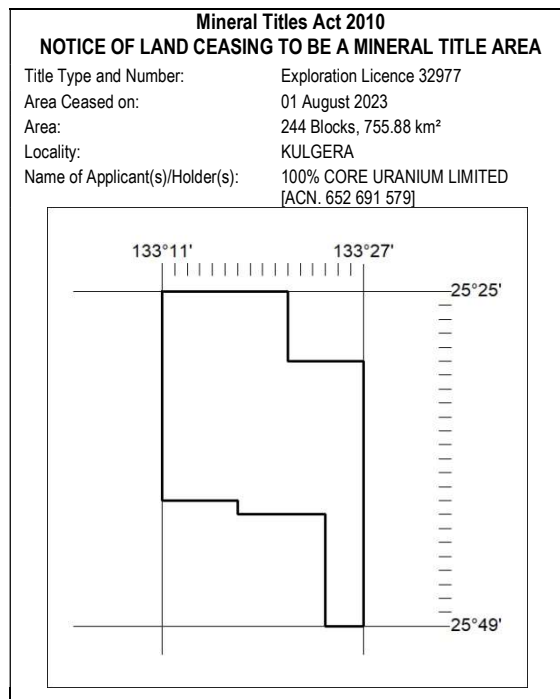 Mineral Titles Act 2010
NOTICE OF LAND CEASING TO BE A MINERAL TITLE AREA
Title Type and Number: Exploration Licence 32977
Area Ceased on: 01 August 2023
Area: 244 Blocks, 755.88 km²
Locality: KULGERA
Name of Applicant(s)/Holder(s): 100% CORE URANIUM LIMITED
[ACN. 652 691 579]
133°11' 133°27'
25°25'
25°49'